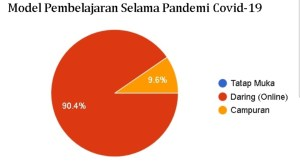 Model Pembelajaran Selama Pandemi Covid-19
9.6%
90.4%
Tatap Muka
Daring (Online)
Campuran